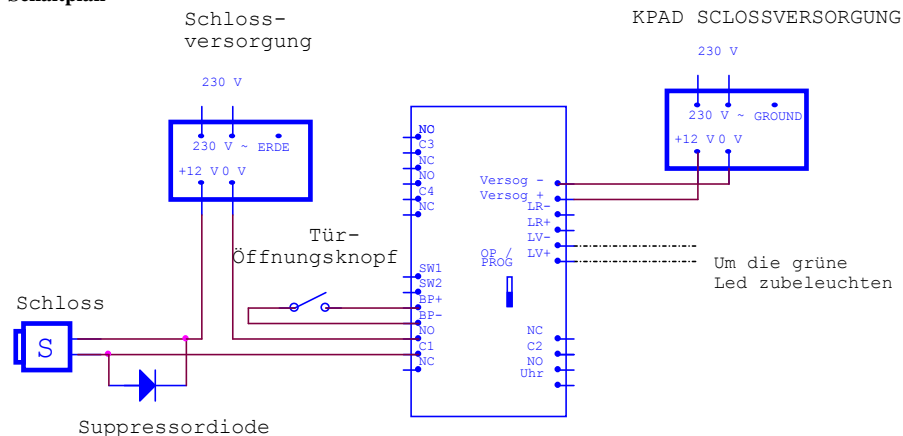 Schaltplan
Schloss-
versorgung
230 V
230 V ~ ERDE
+12 V 0 V
KPAD SCLOSSVERSORGUNG
230 V
230 V ~ GROUND
+12 V 0 V
NO
C3
NC
NO
C4
NC
SW1
SW2
BP+
BP-
NO
C1
NC
Versog -
Versog +
LR-
LR+
LV-
LV+
OP /
PROG
NC
C2
NO
Uhr
Tür-
Öffnungsknopf
Um die grüne
Led zubeleuchten
Schloss
S
Suppressordiode